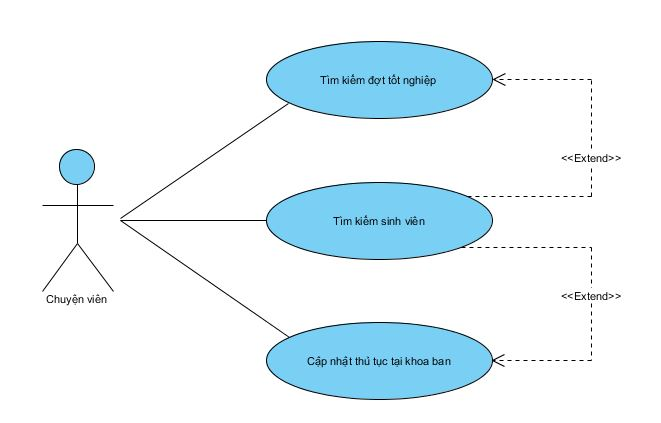 Tìm kiếm đợt tốt nghiệp
<<Extend>>
Tìm kiếm sinh viên
<<Extend>>
Chuyện viên
Cập nhật thủ tục tại khoa ban